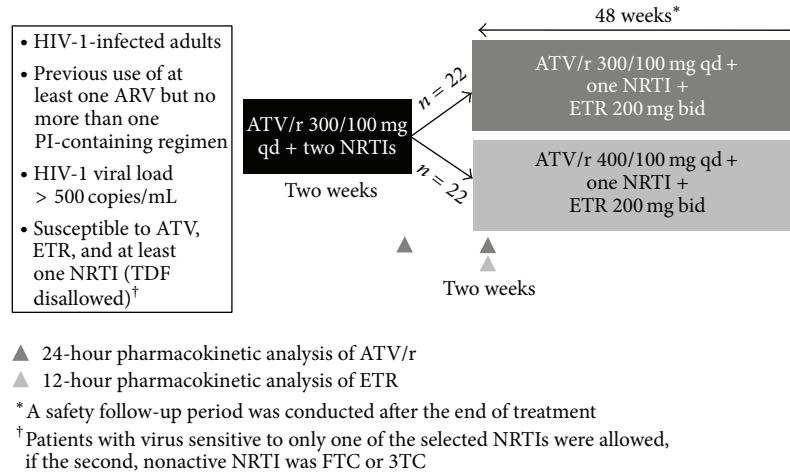 • HIV-1-infected adults
• Previous use of at
least one ARV but no
more than one
PI-containing regimen
• HIV-1 viral load
> 500 copies/mL
• Susceptible to ATV,
ETR, and at least
one NRTI (TDF
disallowed)†
ATV/r 300/100 mg
qd + two NRTIs
Two weeks
n = 22
n = 22
48 weeks*
ATV/r 300/100 mg qd +
one NRTI +
ETR 200 mg bid
ATV/r 400/100 mg qd +
one NRTI +
ETR 200 mg bid
Two weeks
24-hour pharmacokinetic analysis of ATV/r
12-hour pharmacokinetic analysis of ETR
*A safety follow-up period was conducted after the end of treatment
†Patients with virus sensitive to only one of the selected NRTIs were allowed,
if the second, nonactive NRTI was FTC or 3TC